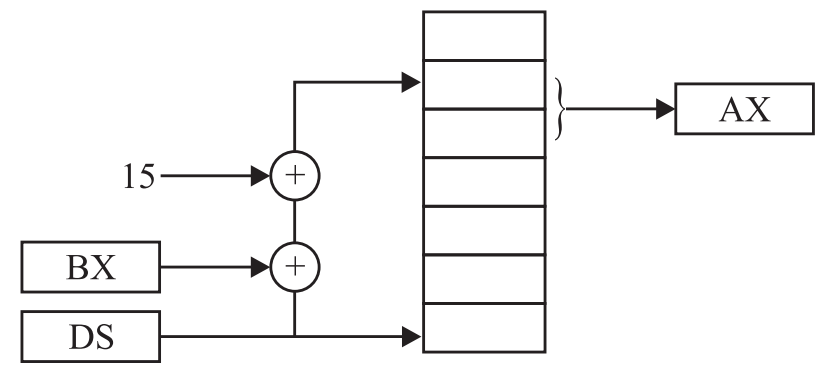 AX
15
+
BX
+
DS